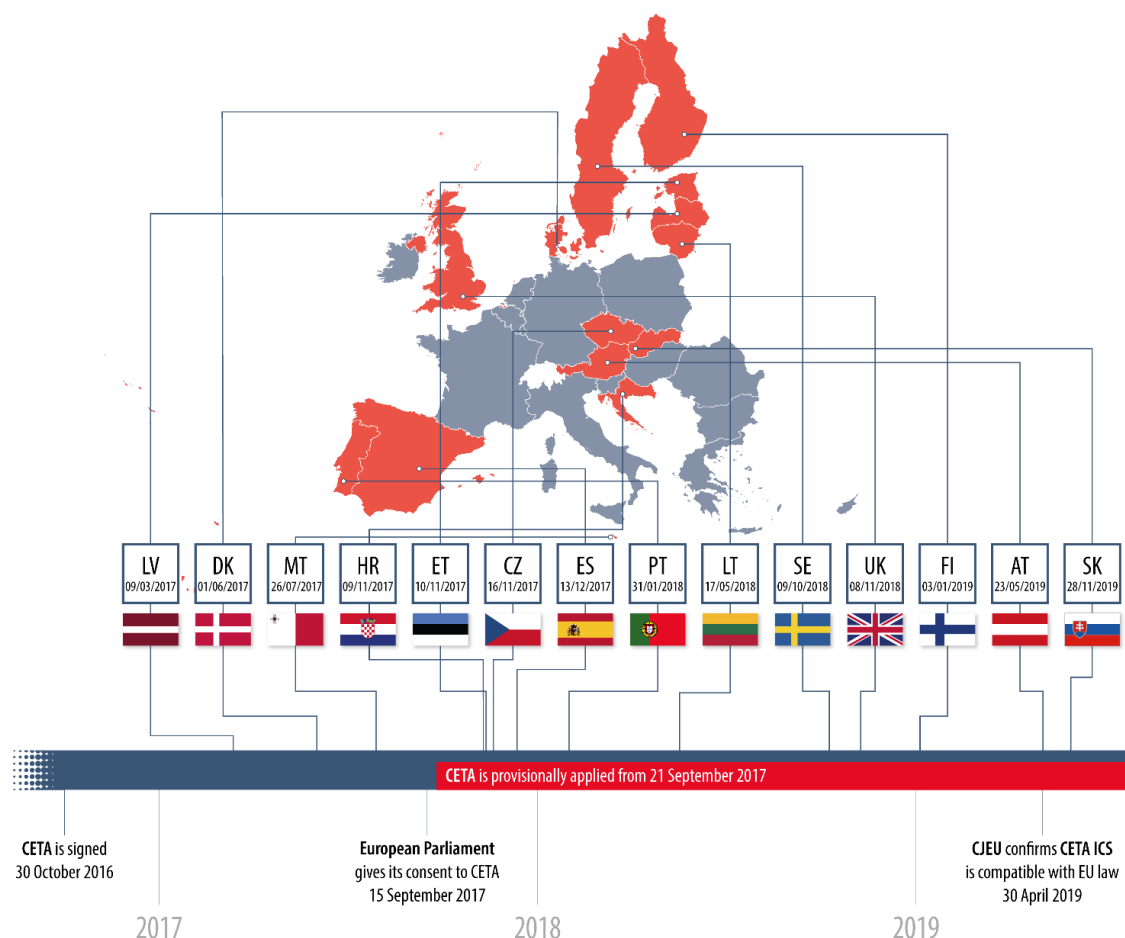 LV
09/03/2017
DK
01/06/2017
MT
26/07/2017
HR
09/11/2017
ET
10/11/2017
CZ
16/11/2017
ES
13/12/2017
PT
31/01/2018
LT
17/05/2018
SE
09/10/2018
UK
08/11/2018
FI
03/01/2019
AT
23/05/2019
SK
28/11/2019
CETA is provisionally applied from 21 September 2017
CETA is signed
30 October 2016
European Parliament
gives its consent to CETA
15 September 2017
CJEU confirms CETA ICS
is compatible with EU law
30 April 2019
2017
2018
2019